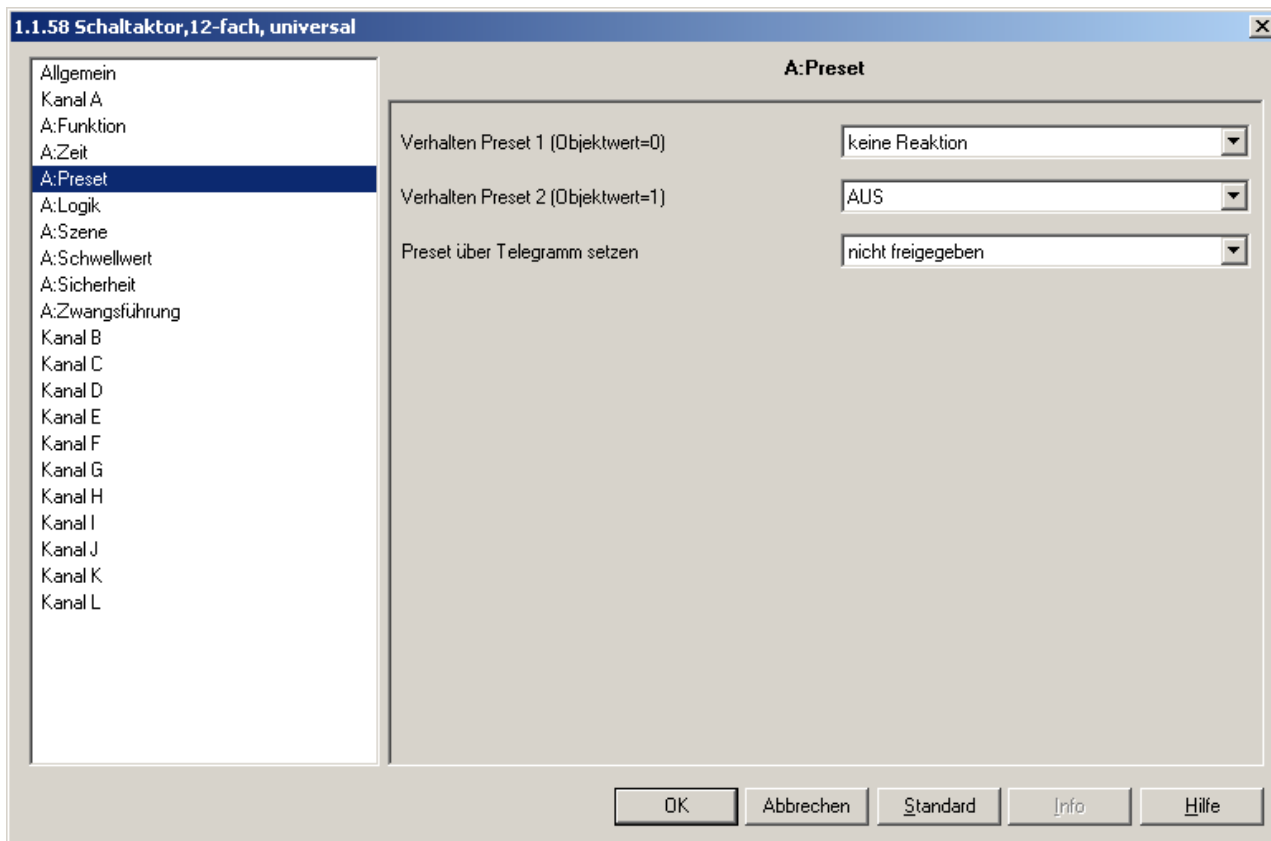 1.1.58 Schaltaktor,12-fach, universal
Allgemein
Kanal A
A:Funktion
A:Zeit
A:Preset
A:Logik
A:Szene
A:Schwellwert
A:Sicherheit
A:Zwangsführung
Kanal B
Kanal C
Kanal D
Kanal E
Kanal F
Kanal G
Kanal H
Kanal I
Kanal J
Kanal K
Kanal L
A:Preset
Verhalten Preset 1 (Objektwert=0) keine Reaktion
Verhalten Preset 2 (Objektwert=1) AUS
Preset über Telegramm setzen nicht freigegeben
OK Abbrechen Standard Info Hilfe